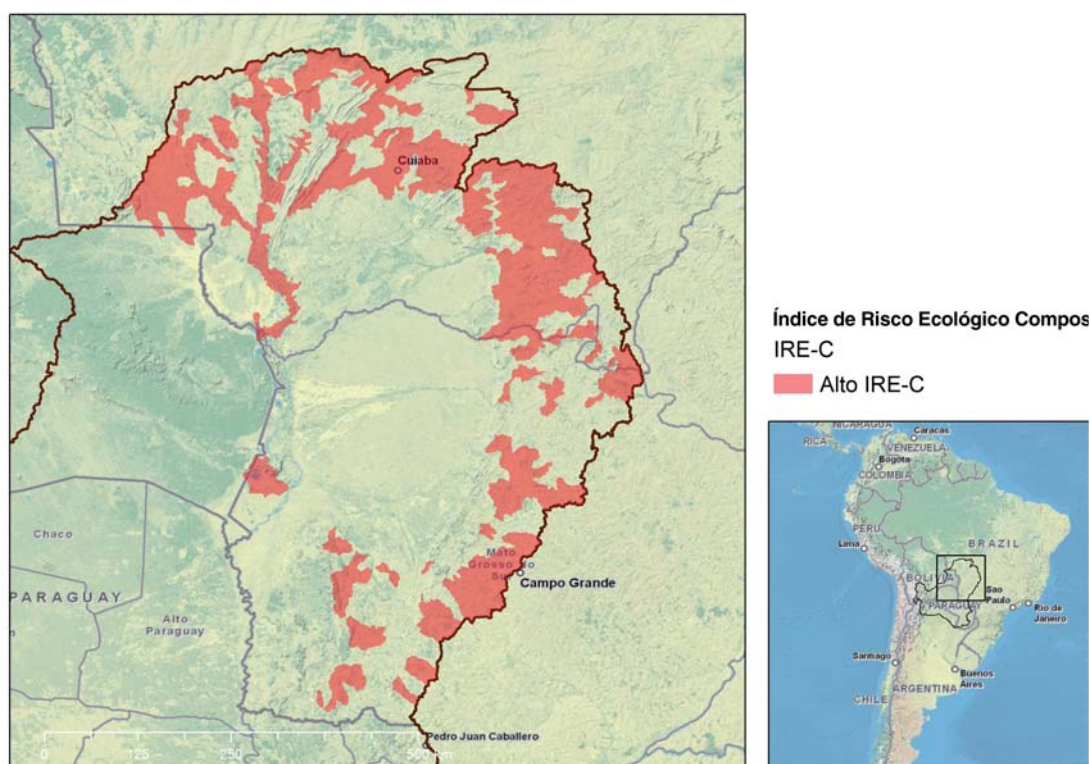 Cuiaba
Mato
Grosso do
Sul
Campo Grande
Chaco
PARAGUAY
Alto
Paraguay
Pedro Juan Caballero
0
125
250
500 km
Índice de Risco Ecológico Compos
IRE-C
Alto IRE-C
NICARAGUA
RICA
Caracas
VENEZUELA
Bogota
COLOMBIA
PERU
Lima
BRAZIL
BOLIVIA
PARAGUAY
Sao
Paulo
Rio de
Janeiro
Santiago
Buenos
Aires
ARGENTINA
CHILE